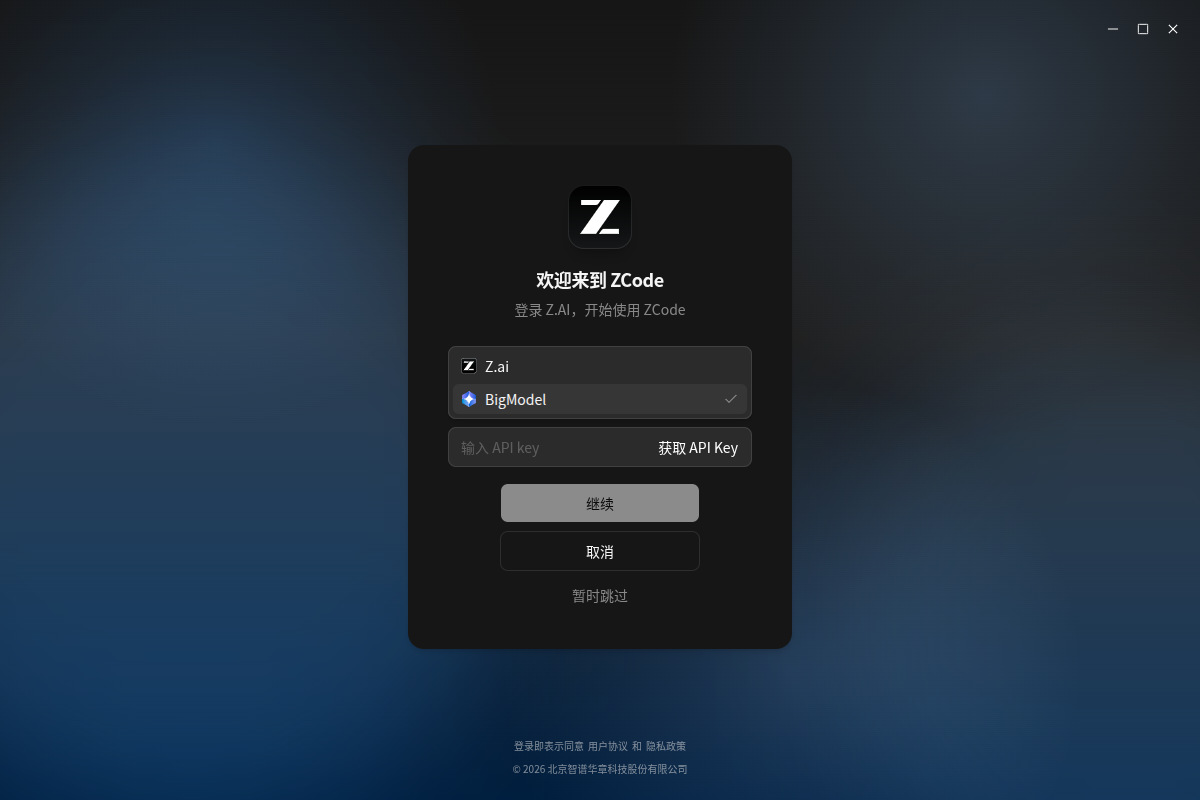 欢迎来到 ZCode
登录 Z.AI，开始使用 ZCode
Z.ai
BigModel
输入 API key 获取 API Key
继续
取消
暂时跳过
登录即表示同意 用户协议 和 隐私政策
© 2026 北京智谱华章科技股份有限公司